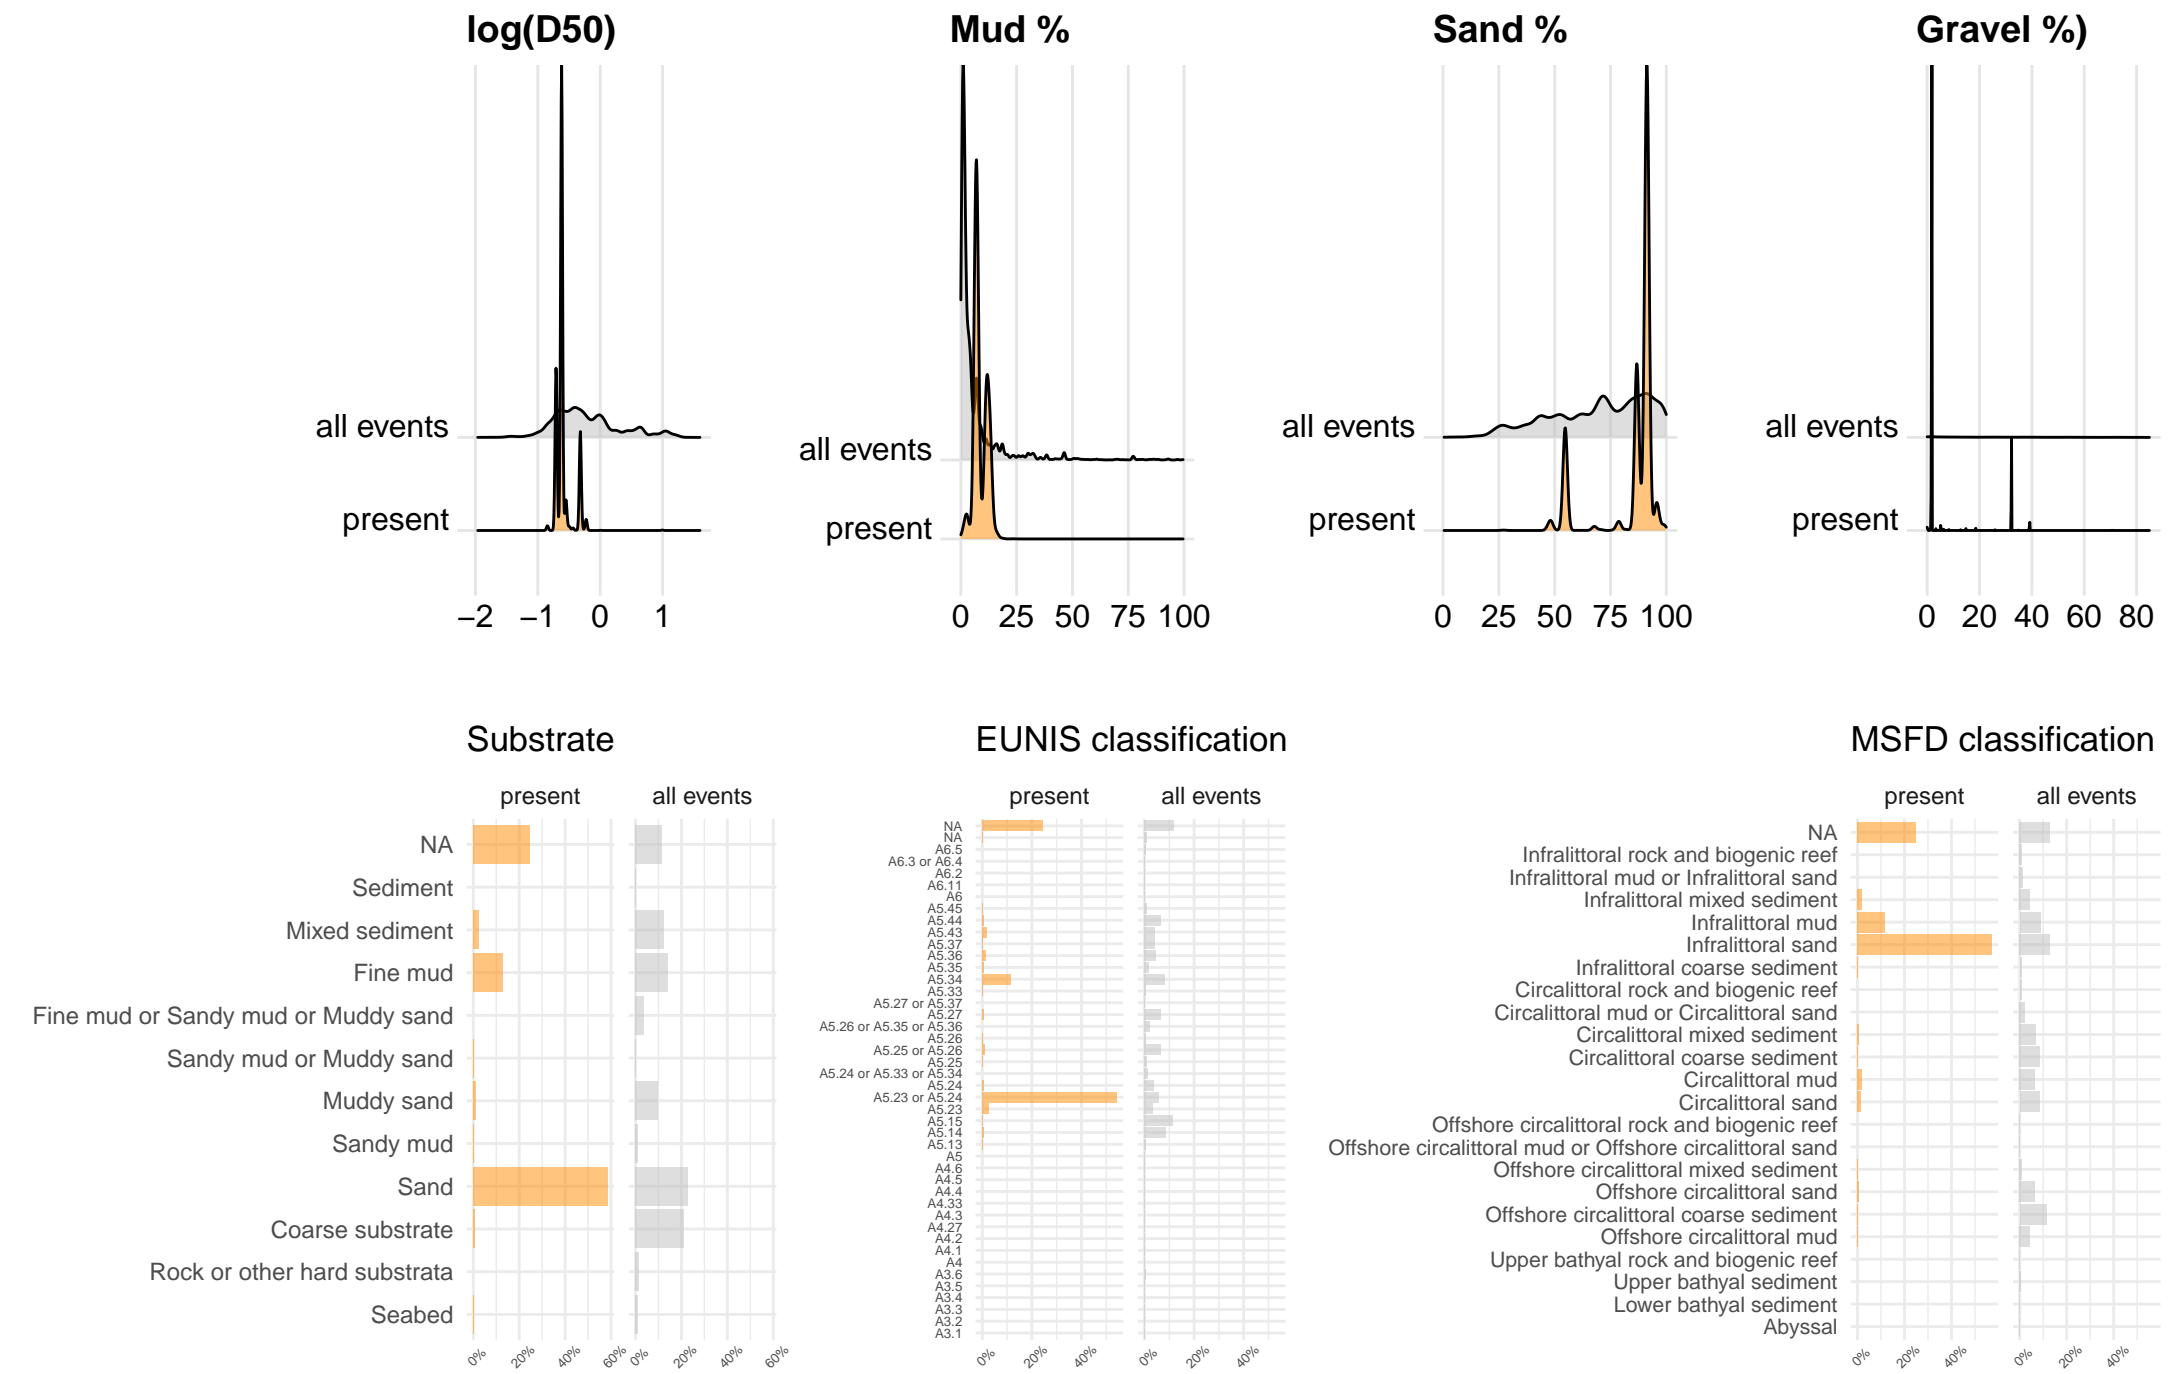 log(D50) Mud % Sand % Gravel %)
all events
present
−2 −1 0 1
all events
present
0 25 50 75 100
all events
present
0 25 50 75 100
all events
present
0 20 40 60 80
Substrate
present all events
NA
Sediment
Mixed sediment
Fine mud
Fine mud or Sandy mud or Muddy sand
Sandy mud or Muddy sand
Muddy sand
Sandy mud
Sand
Coarse substrate
Rock or other hard substrata
Seabed
0% 20% 40% 60% 0% 20% 40% 60%
EUNIS classification
present all events
NA
NA
A6.5
A6.3 or A6.4
A6.2
A6.11
A6
A5.45
A5.44
A5.43
A5.37
A5.36
A5.35
A5.34
A5.33
A5.27 or A5.37
A5.27
A5.26 or A5.35 or A5.36
A5.26
A5.25 or A5.26
A5.25
A5.24 or A5.33 or A5.34
A5.24
A5.23 or A5.24
A5.23
A5.15
A5.14
A5.13
A5
A4.6
A4.5
A4.4
A4.33
A4.3
A4.27
A4.2
A4.1
A4
A3.6
A3.5
A3.4
A3.3
A3.2
A3.1
0% 20% 40% 0% 20% 40%
MSFD classification
present all events
NA
Infralittoral rock and biogenic reef
Infralittoral mud or Infralittoral sand
Infralittoral mixed sediment
Infralittoral mud
Infralittoral sand
Infralittoral coarse sediment
Circalittoral rock and biogenic reef
Circalittoral mud or Circalittoral sand
Circalittoral mixed sediment
Circalittoral coarse sediment
Circalittoral mud
Circalittoral sand
Offshore circalittoral rock and biogenic reef
Offshore circalittoral mud or Offshore circalittoral sand
Offshore circalittoral mixed sediment
Offshore circalittoral sand
Offshore circalittoral coarse sediment
Offshore circalittoral mud
Upper bathyal rock and biogenic reef
Upper bathyal sediment
Lower bathyal sediment
Abyssal
0% 20% 40% 0% 20% 40%